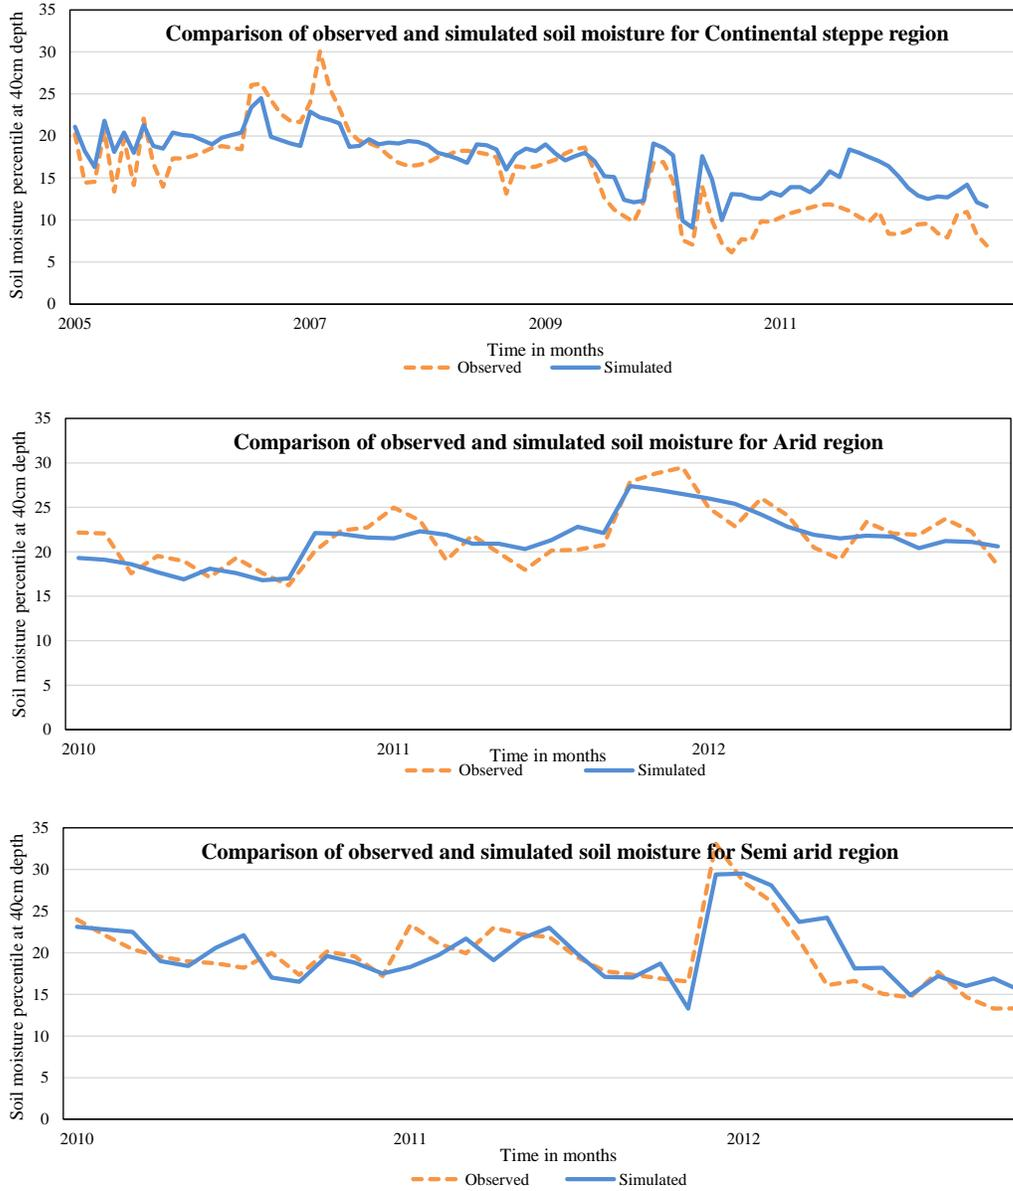 Comparison of observed and simulated soil moisture for Continental steppe region
Soil moisture percentile at 40cm depth
35
30
25
20
15
10
5
0
2005 2007 2009 2011
Time in months
Observed Simulated
Comparison of observed and simulated soil moisture for Arid region
Soil moisture percentile at 40cm depth
35
30
25
20
15
10
5
0
2010 2011 2012
Time in months
Observed Simulated
Comparison of observed and simulated soil moisture for Semi arid region
Soil moisture percentile at 40cm depth
35
30
25
20
15
10
5
0
2010 2011 2012
Time in months
Observed Simulated